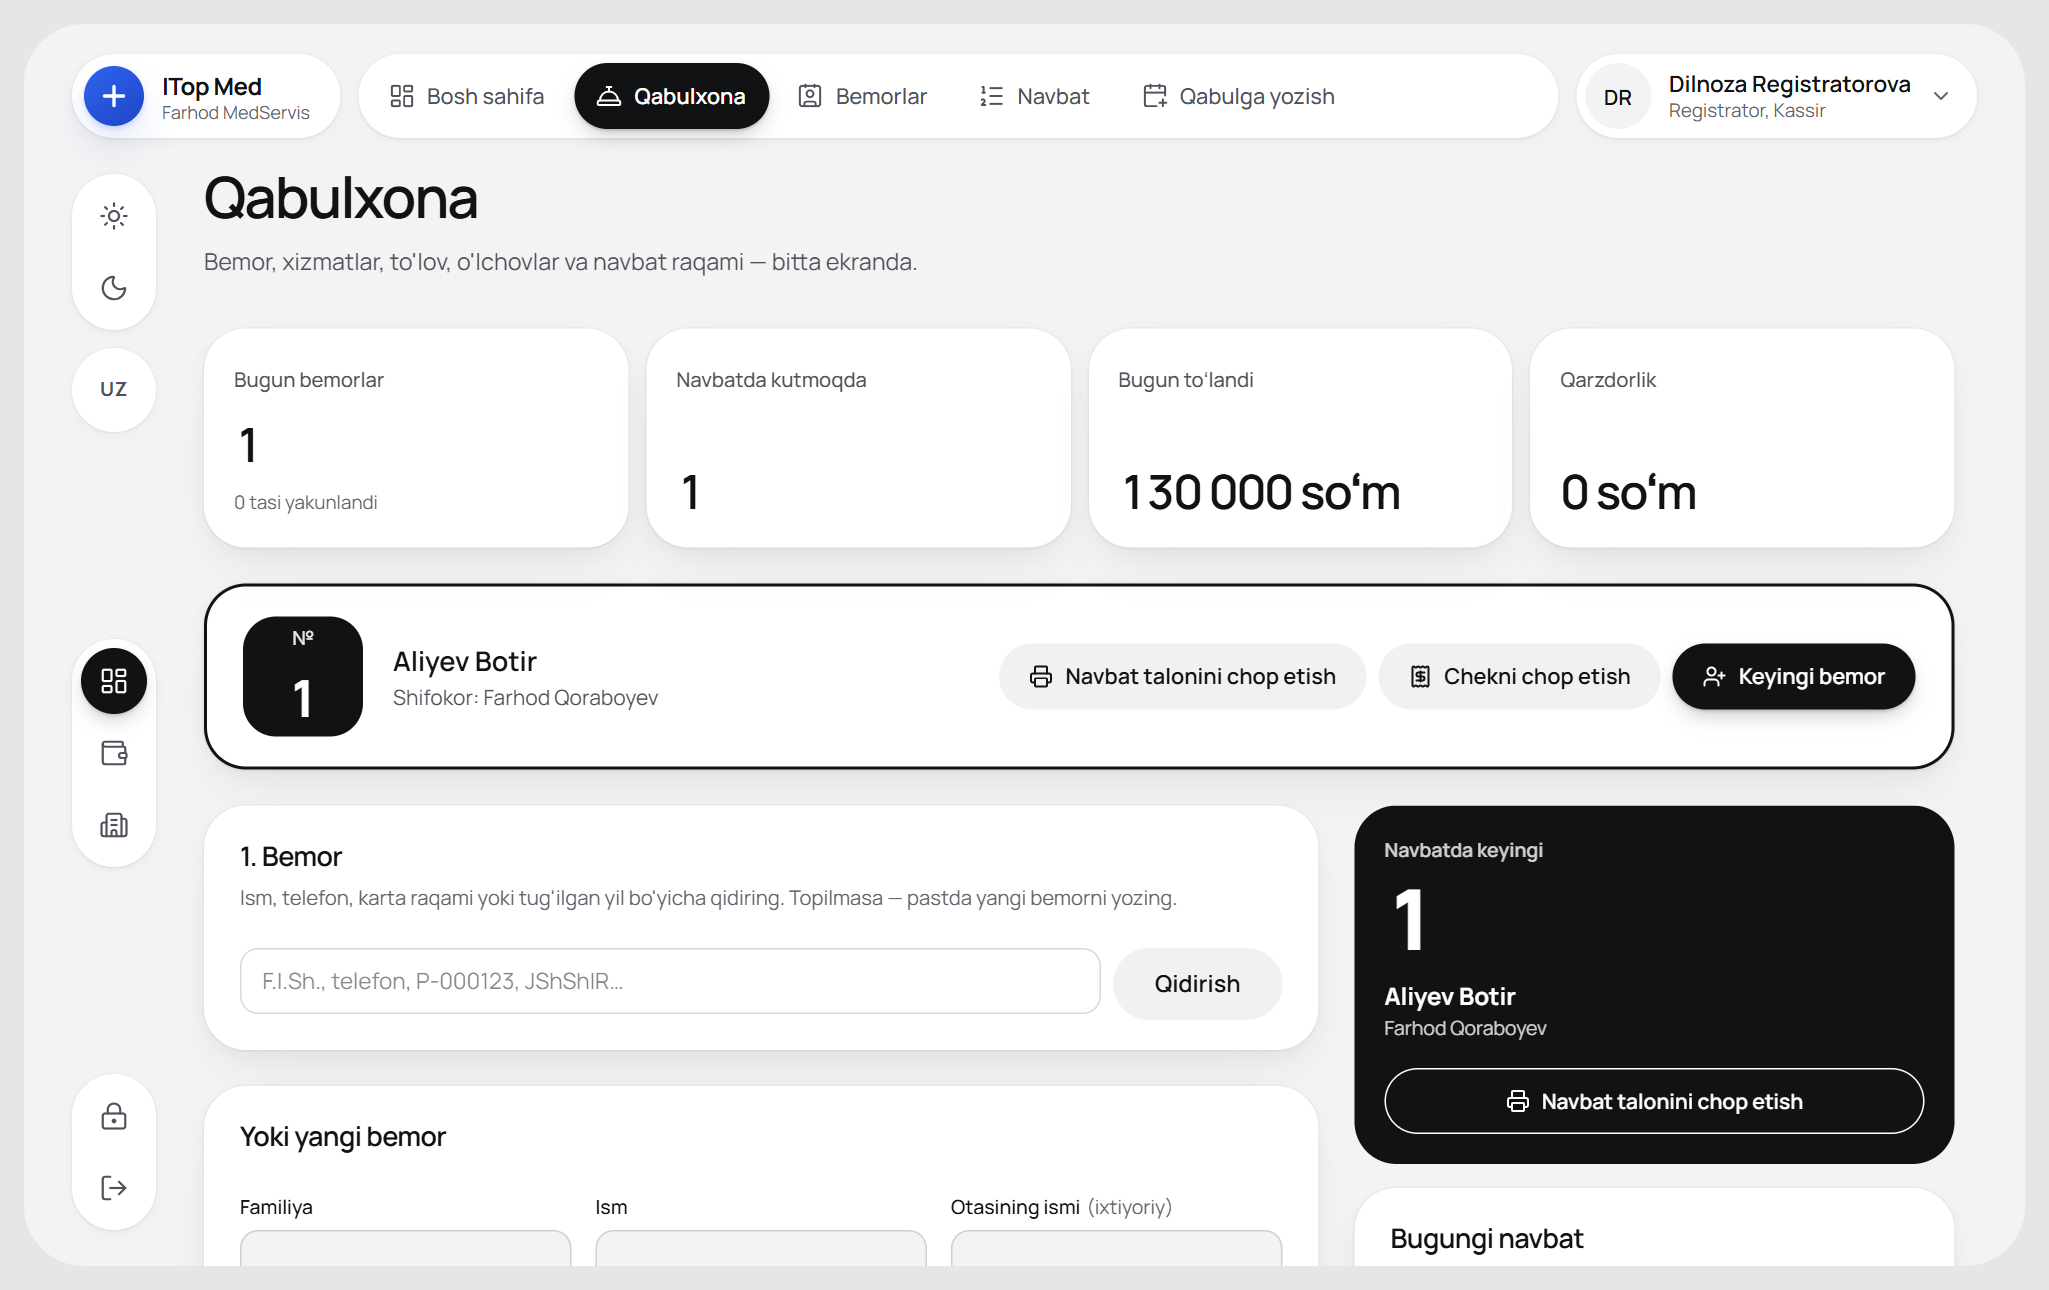 ITop Med
Farhod MedServis
Bosh sahifa
Qabulxona
Bemorlar
Navbat
Qabulga yozish
DR
Dilnoza Registratorova
Registrator, Kassir
UZ
Qabulxona
Bemor, xizmatlar, to'lov, o'lchovlar va navbat raqami — bitta ekranda.
Bugun bemorlar
1
0 tasi yakunlandi
Navbatda kutmoqda
1
Bugun to‘landi
130 000 so‘m
Qarzdorlik
0 so‘m
№
1
Aliyev Botir
Shifokor: Farhod Qoraboyev
Navbat talonini chop etish
Chekni chop etish
Keyingi bemor
1. Bemor
Ism, telefon, karta raqami yoki tug'ilgan yil bo'yicha qidiring. Topilmasa — pastda yangi bemorni yozing.
F.I.Sh., telefon, P-000123, JShShIR...
Qidirish
Navbatda keyingi
1
Aliyev Botir
Farhod Qoraboyev
Navbat talonini chop etish
Yoki yangi bemor
Familiya
Ism
Otasining ismi (ixtiyoriy)
Bugungi navbat